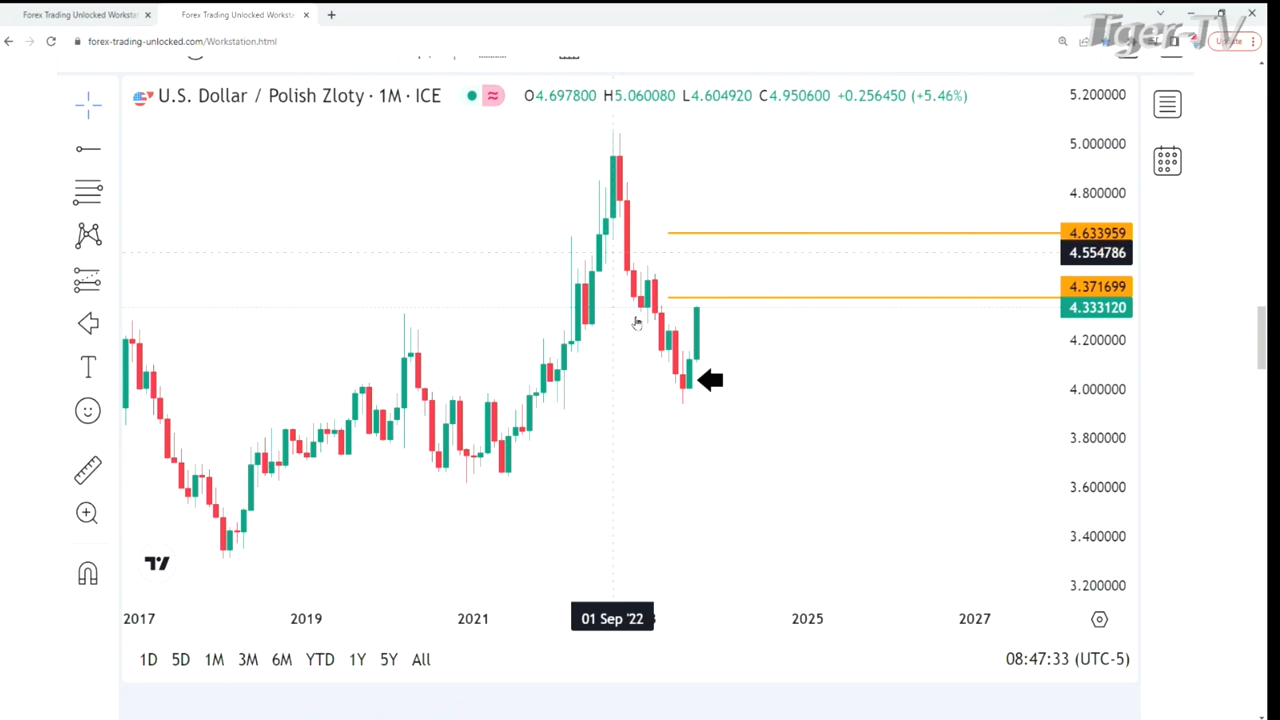 Forex Trading Unlocked Worksta
Forex Trading Unlocked Workst
Tiger-TV
forex-trading-unlocked.com/Workstation.html
Update
U.S. Dollar / Polish Zloty · 1M · ICE
O4.697800 H5.060080 L4.604920 C4.950600 +0.256450 (+5.46%)
5.200000
5.000000
4.800000
4.633959
4.554786
4.371699
4.333120
4.200000
4.000000
3.800000
3.600000
3.400000
3.200000
2017
2019
2021
01 Sep '22
2025
2027
1D 5D 1M 3M 6M YTD 1Y 5Y All
08:47:33 (UTC-5)